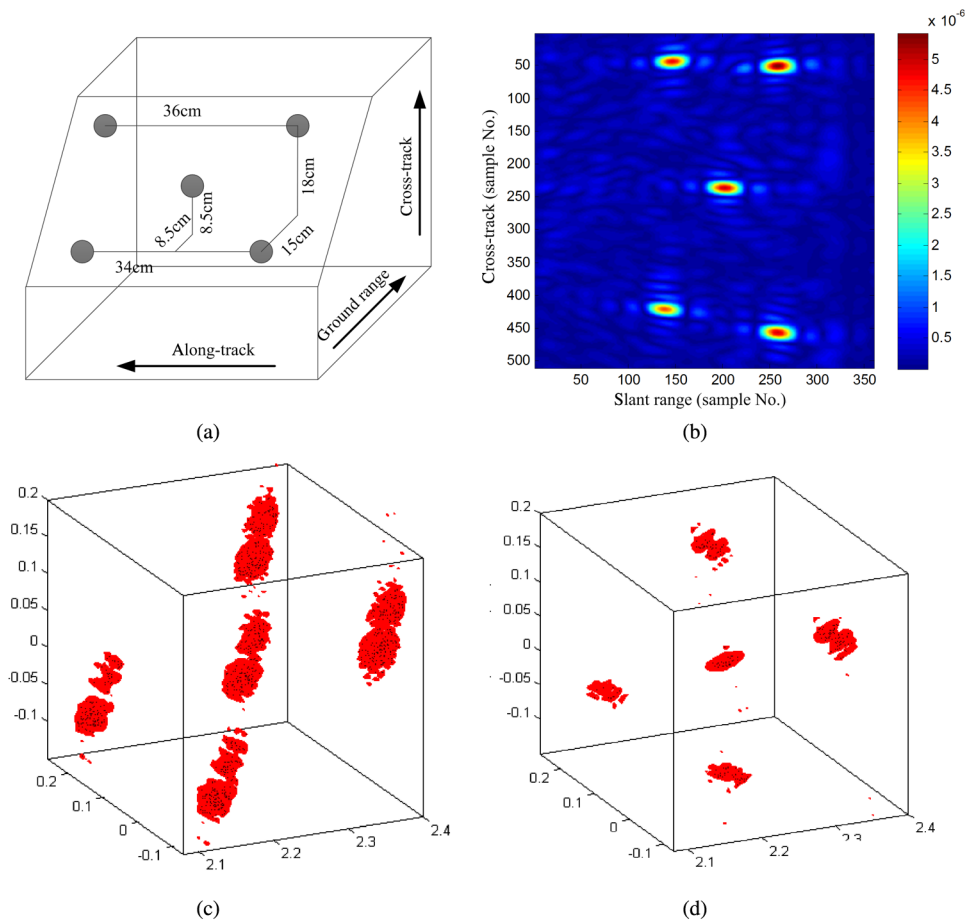 36cm
18cm
8.5cm
8.5cm
15cm
34cm
Cross-track
Ground range
Along-track
(a)
x 10⁻⁶
5
4.5
4
3.5
3
2.5
2
1.5
1
0.5
Cross-track (sample No.)
50
100
150
200
250
300
350
400
450
500
50 100 150 200 250 300 350
Slant range (sample No.)
(b)
0.2
0.15
0.1
0.05
0
-0.05
-0.1
0.2
0.1
0
-0.1
2.1
2.2
2.3
2.4
(c)
0.2
0.15
0.1
0.05
0
-0.05
-0.1
0.2
0.1
0
-0.1
2.1
2.2
2.3
2.4
(d)